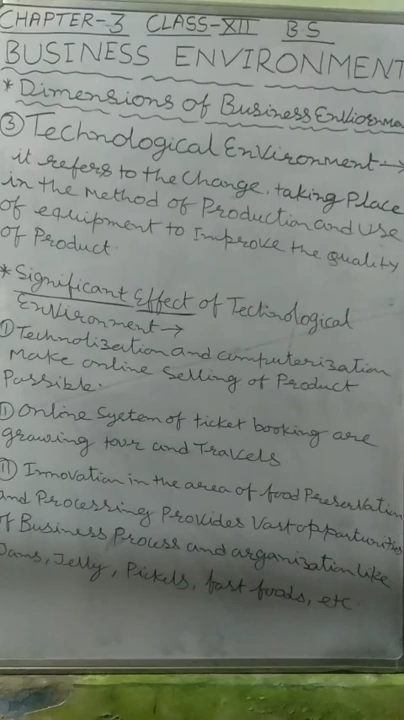 CHAPTER-3 CLASS-XII B.S
BUSINESS ENVIRONMENT
* Dimensions of Business Enviornme
③ Technological Environment →
it refers to the change. taking Place
in the Method of Production and Use
of equipment to Improve the quality
of Product.
* Significant Effect of Technological
Environment →
① Technolization and computerization
Make online selling of Product
Possible.
⑪ Online System of ticket booking are
growing tour and Travels
⑪ Innovation in the area of food Preservation
and Processing Provides Vast opportunities
of Business Process and organization like
Jams, Jelly, Pickels, fast foods, etc.